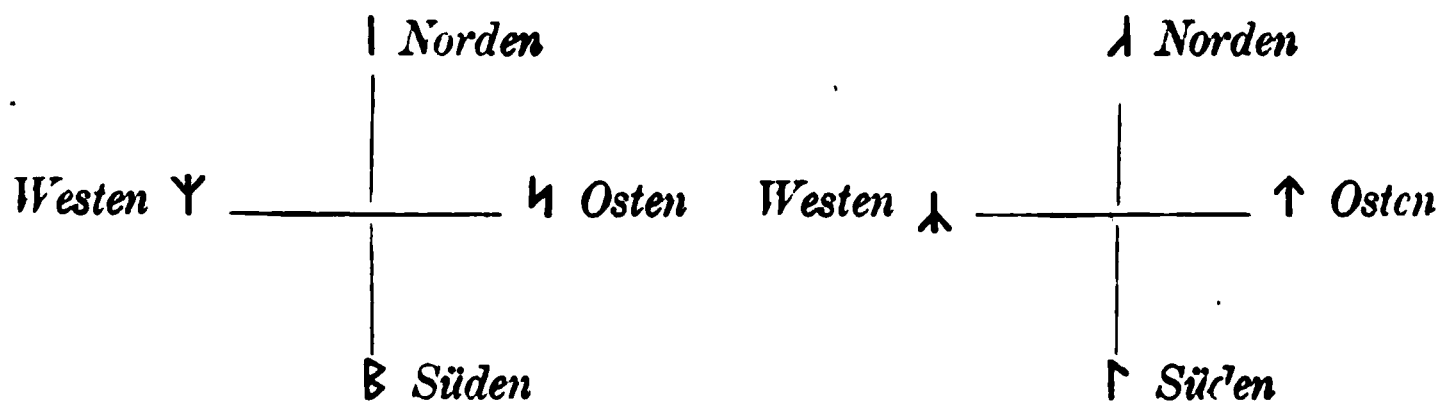 ᛁ Norden Norden
Westen ᛘ ᛋ Osten Westen ᛦ ᛏ Osten
ᛒ Süden ᛚ Süden